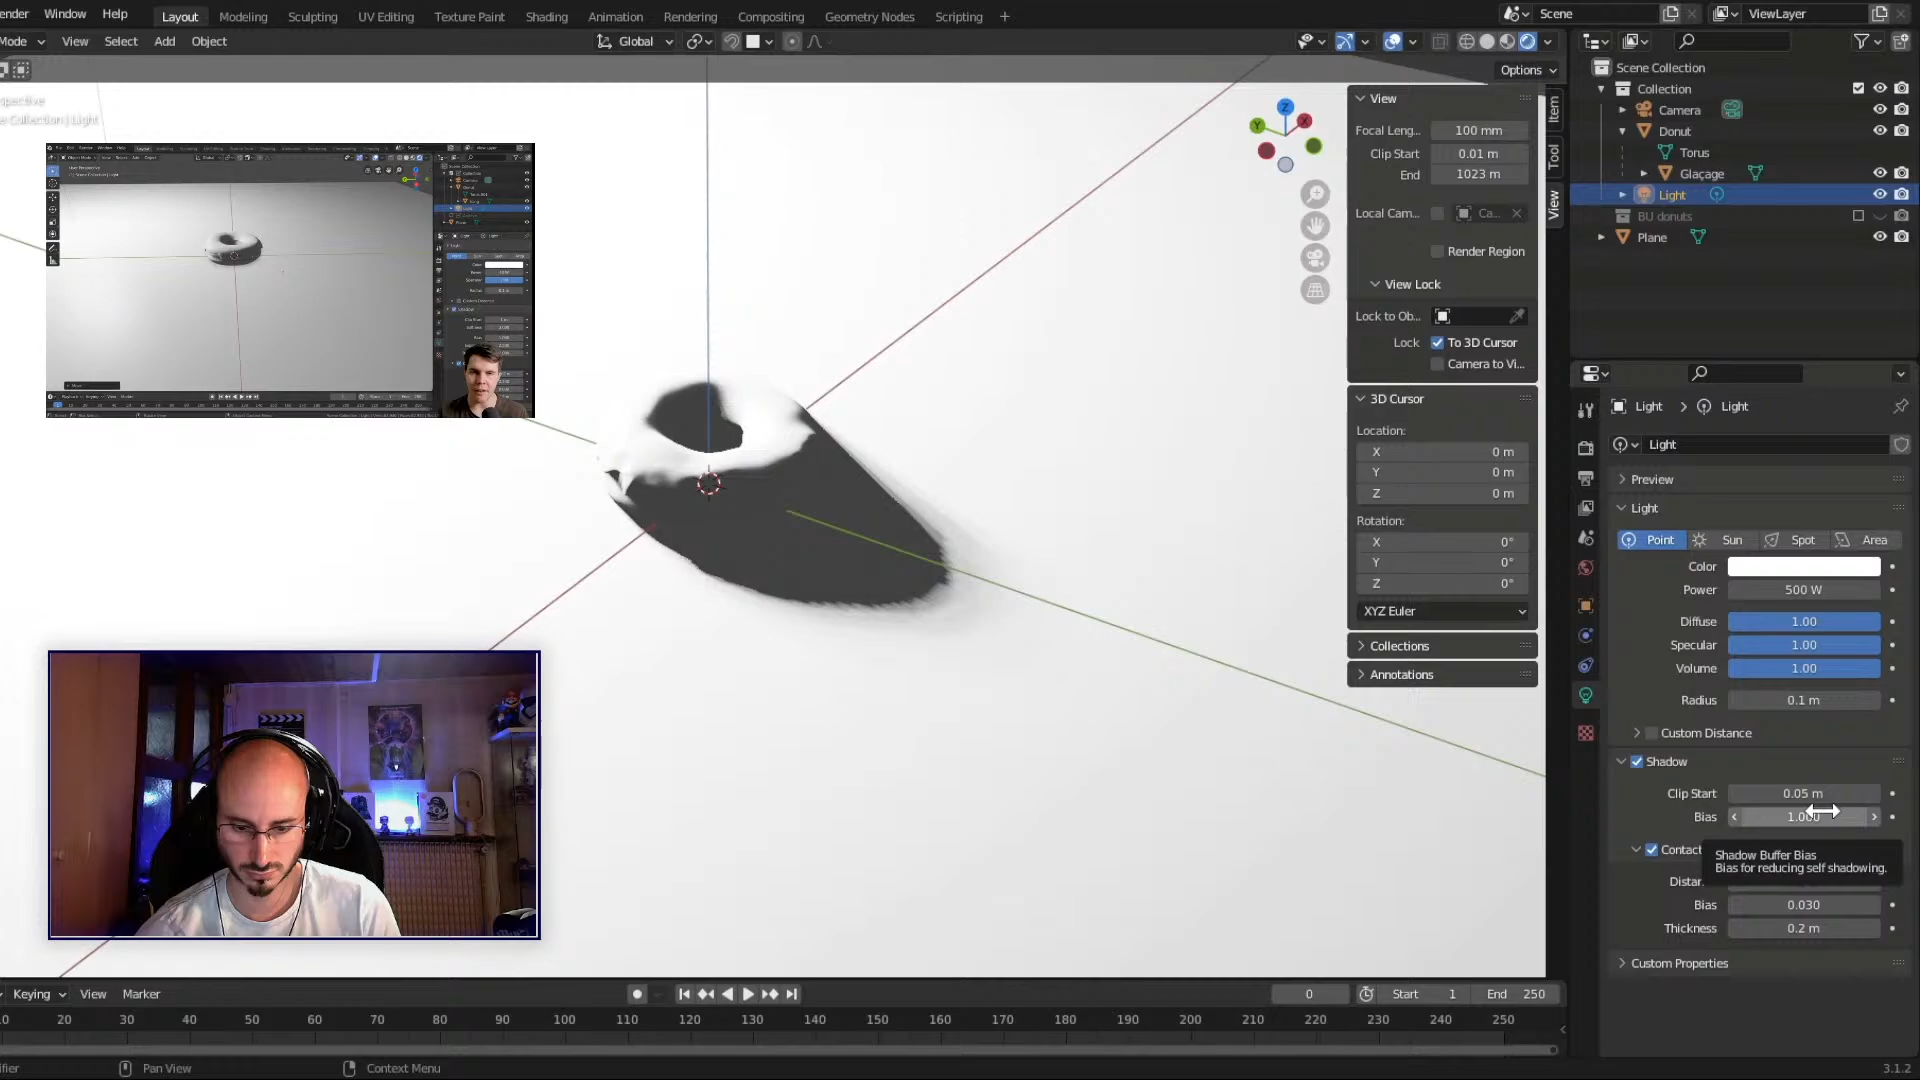 ender Window Help Layout Modeling Sculpting UV Editing Texture Paint Shading Animation Rendering Compositing Geometry Nodes Scripting + Scene ViewLayer
Mode View Select Add Object Global
Options
spective
e Collection | Light
View
Focal Leng... 100 mm
Clip Start 0.01 m
End 1023 m
Local Cam... Ca...
Render Region
View Lock
Lock to Ob...
Lock To 3D Cursor
Camera to Vi...
3D Cursor
Location:
X 0 m
Y 0 m
Z 0 m
Rotation:
X 0°
Y 0°
Z 0°
XYZ Euler
Collections
Annotations
Item
Tool
View
Z
Y
X
Scene Collection
Collection
Camera
Donut
Torus
Glaçage
Light
BU donuts
Plane
Light > Light
Light
Preview
Light
Point Sun Spot Area
Color
Power 500 W
Diffuse 1.00
Specular 1.00
Volume 1.00
Radius 0.1 m
Custom Distance
Shadow
Clip Start 0.05 m
Bias 1.000
Contact
Shadow Buffer Bias
Bias for reducing self shadowing.
Distan
Bias 0.030
Thickness 0.2 m
Custom Properties
Keying View Marker 0 Start 1 End 250
0 20 30 40 50 60 70 80 90 100 110 120 130 140 150 160 170 180 190 200 210 220 230 240 250
ifier Pan View Context Menu 3.1.2